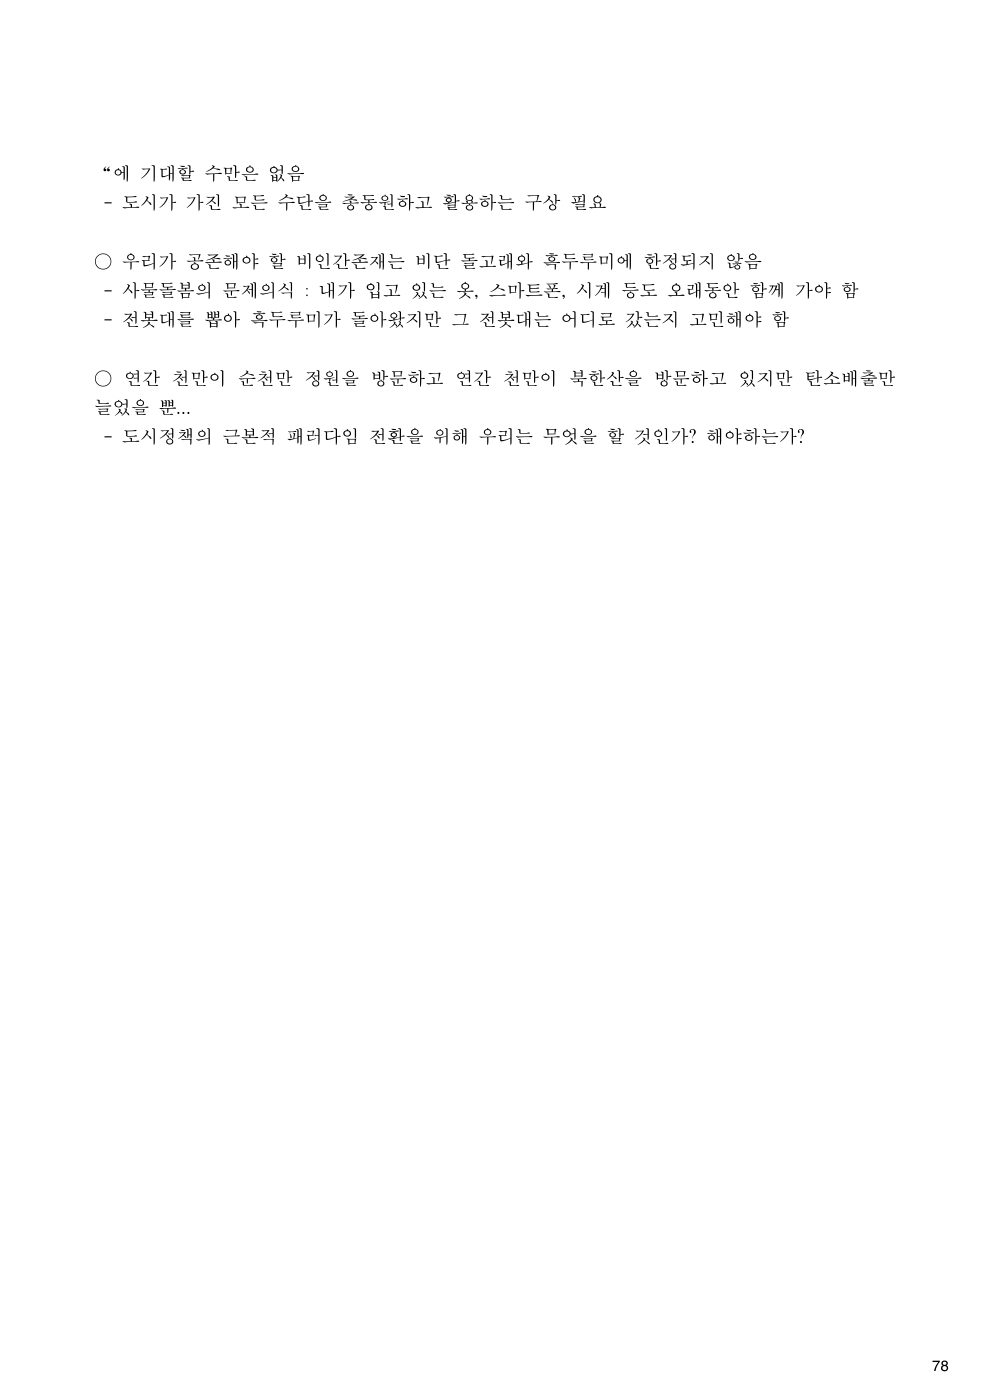 “에 기대할 수만은 없음
- 도시가 가진 모든 수단을 총동원하고 활용하는 구상 필요
○ 우리가 공존해야 할 비인간존재는 비단 돌고래와 흑두루미에 한정되지 않음
- 사물돌봄의 문제의식 : 내가 입고 있는 옷, 스마트폰, 시계 등도 오래동안 함께 가야 함
- 전봇대를 뽑아 흑두루미가 돌아왔지만 그 전봇대는 어디로 갔는지 고민해야 함
○ 연간 천만이 순천만 정원을 방문하고 연간 천만이 북한산을 방문하고 있지만 탄소배출만
늘었을 뿐...
- 도시정책의 근본적 패러다임 전환을 위해 우리는 무엇을 할 것인가? 해야하는가?
78